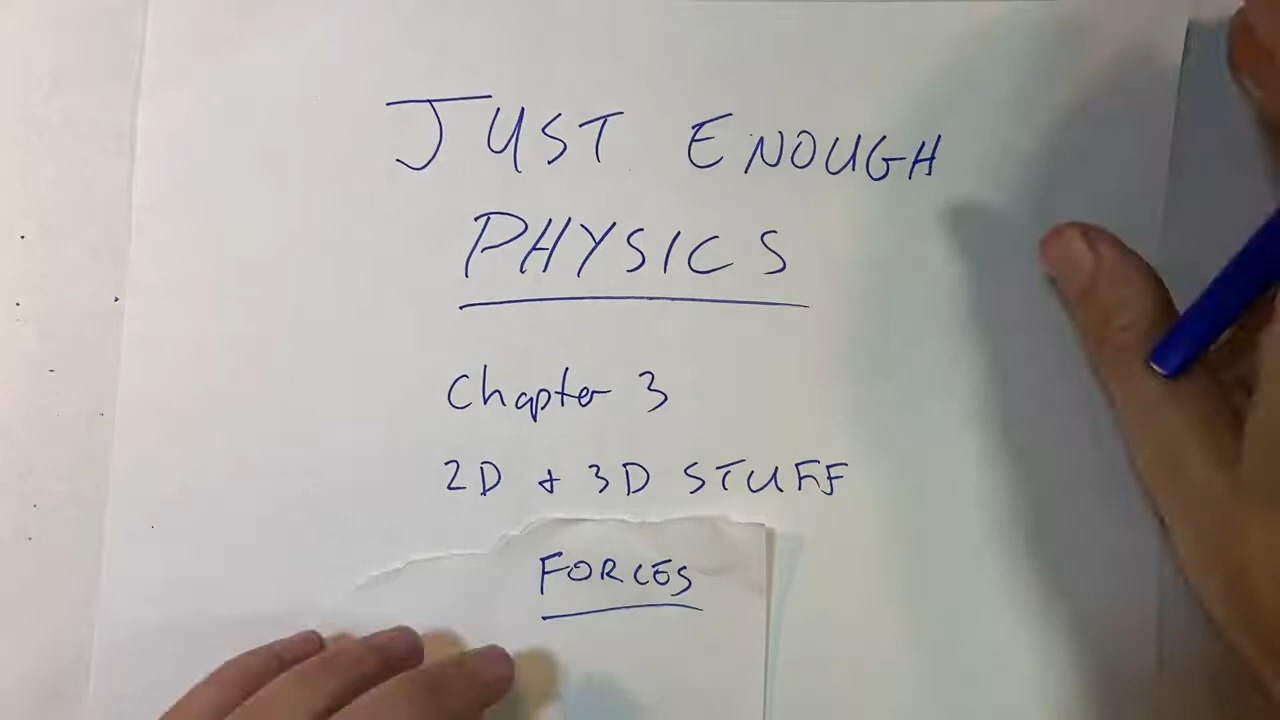 JUST ENOUGH
PHYSICS
Chapter 3
2D + 3D STUFF
FORCES